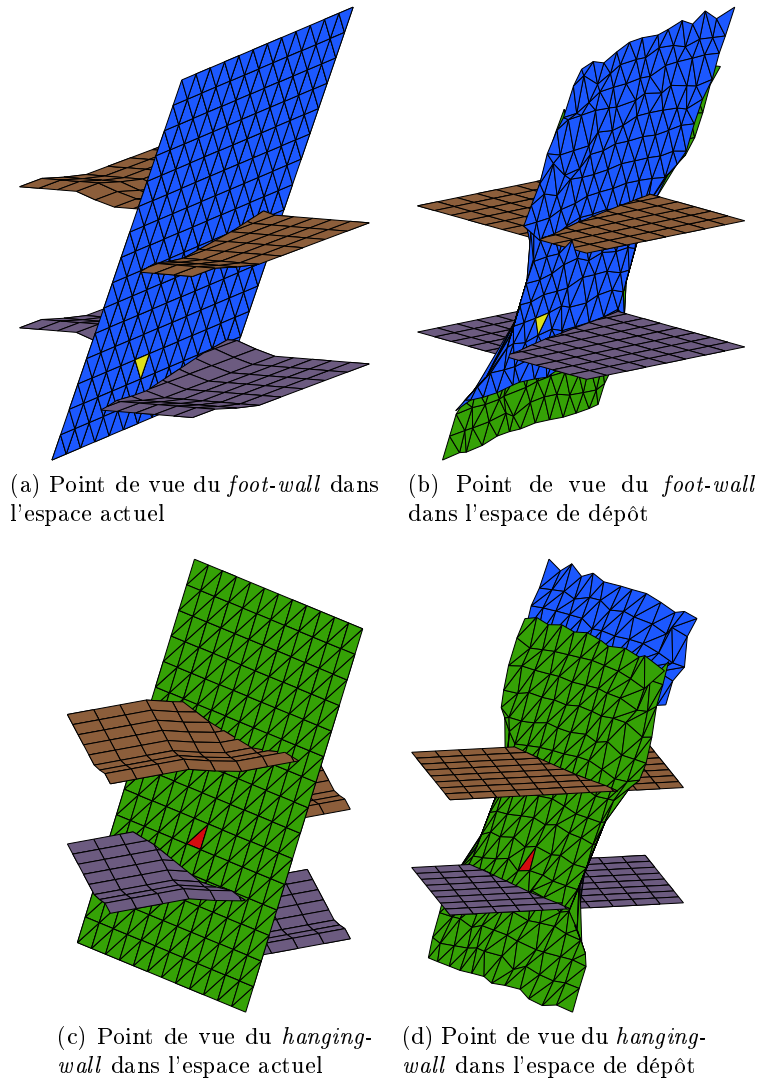 (a) Point de vue du foot-wall dans
l'espace actuel
(b) Point de vue du foot-wall
dans l'espace de dépôt
(c) Point de vue du hanging-
wall dans l'espace actuel
(d) Point de vue du hanging-
wall dans l'espace de dépôt